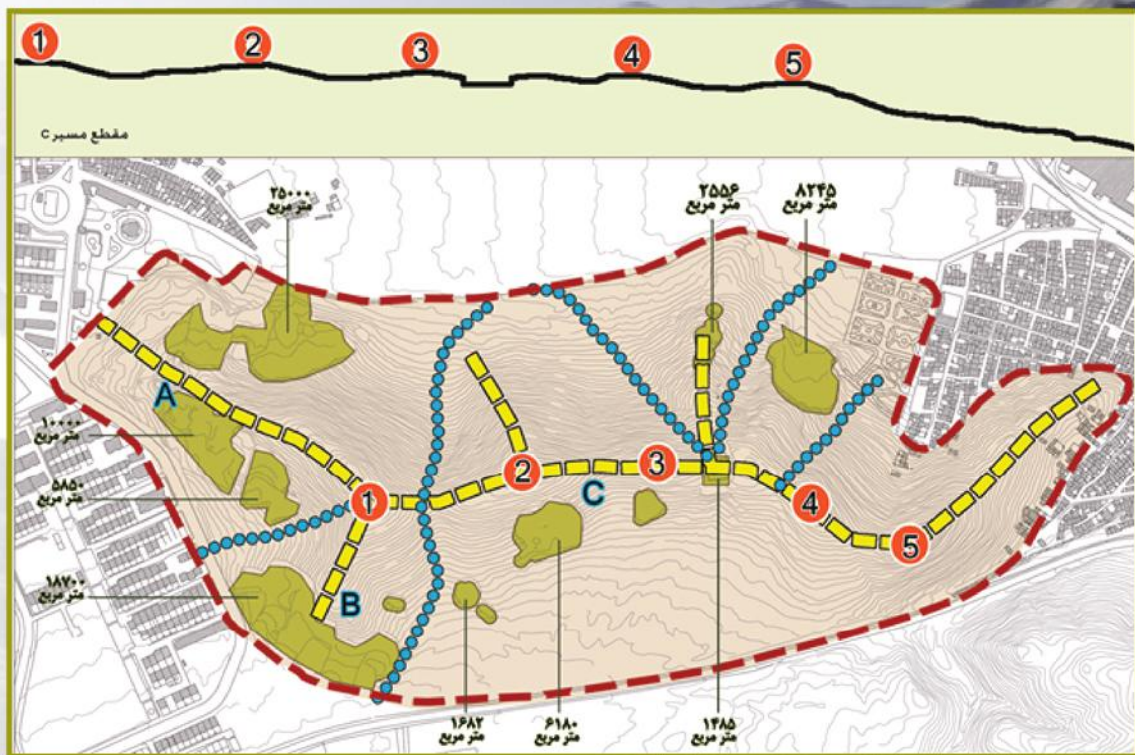 1
2
3
4
5
مقطع مسیر C
۲۵۰۰۰
متر مربع
۲۵۵۶
متر مربع
۸۲۴۵
متر مربع
A
۱۰۰۰۰
متر مربع
۵۸۵۰
متر مربع
1
2
3
C
4
5
۱۸۷۰۰
متر مربع
B
۱۶۸۲
متر مربع
۶۱۸۰
متر مربع
۱۴۸۵
متر مربع